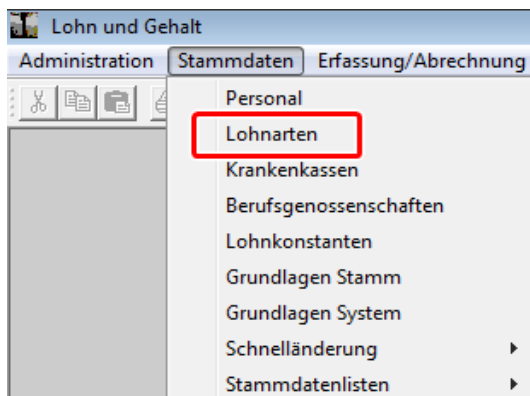 Lohn und Gehalt
Administration Stammdaten Erfassung/Abrechnung
Personal
Lohnarten
Krankenkassen
Berufsgenossenschaften
Lohnkonstanten
Grundlagen Stamm
Grundlagen System
Schnelländerung
Stammdatenlisten